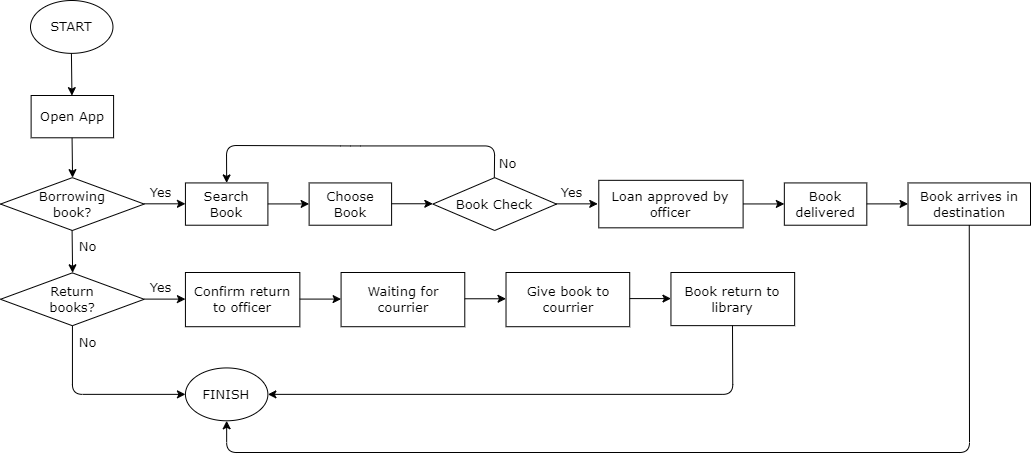 START
Open App
Borrowing
book?
Yes
Search
Book
Choose
Book
Book Check
No
Yes
Loan approved by
officer
Book
delivered
Book arrives in
destination
No
Return
books?
Yes
Confirm return
to officer
Waiting for
courrier
Give book to
courrier
Book return to
library
No
FINISH